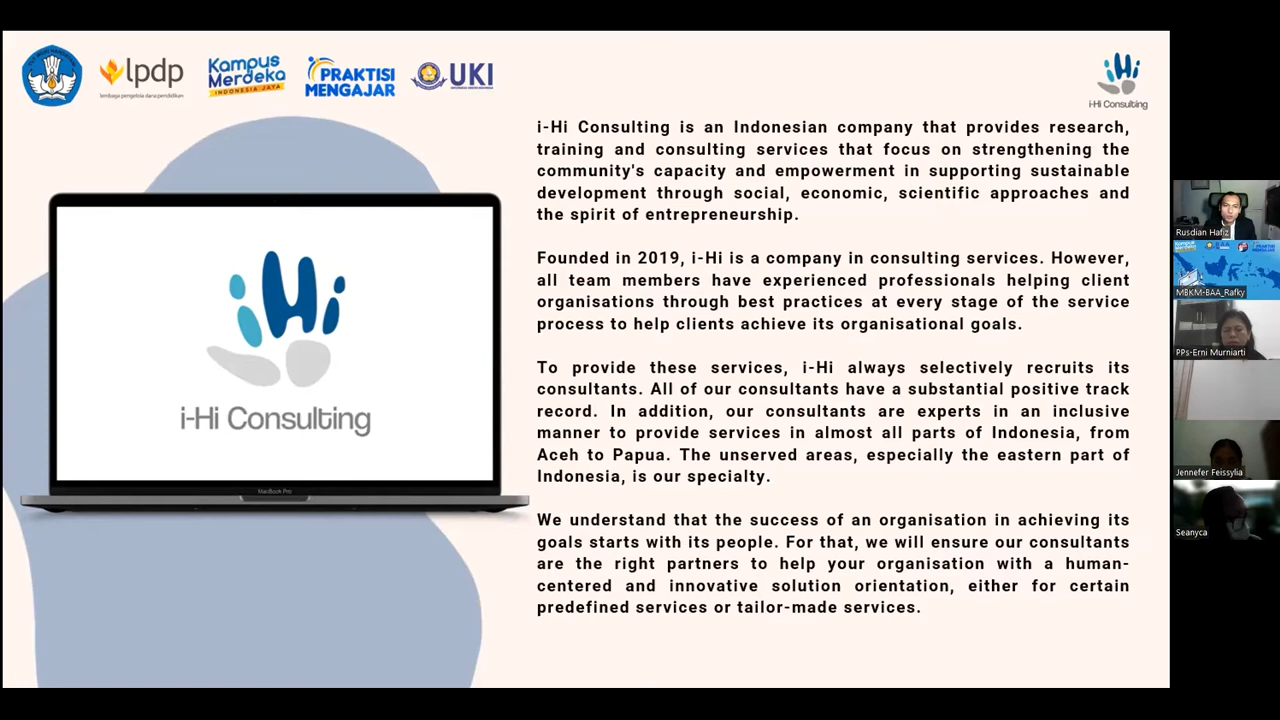 lpdp
lembaga pengelola dana pendidikan
Kampus
Merdeka
INDONESIA JAYA
PRAKTISI
MENGAJAR
UKI
i-Hi Consulting
i-Hi Consulting is an Indonesian company that provides research,
training and consulting services that focus on strengthening the
community's capacity and empowerment in supporting sustainable
development through social, economic, scientific approaches and
the spirit of entrepreneurship.
Founded in 2019, i-Hi is a company in consulting services. However,
all team members have experienced professionals helping client
organisations through best practices at every stage of the service
process to help clients achieve its organisational goals.
To provide these services, i-Hi always selectively recruits its
consultants. All of our consultants have a substantial positive track
record. In addition, our consultants are experts in an inclusive
manner to provide services in almost all parts of Indonesia, from
Aceh to Papua. The unserved areas, especially the eastern part of
Indonesia, is our specialty.
We understand that the success of an organisation in achieving its
goals starts with its people. For that, we will ensure our consultants
are the right partners to help your organisation with a human-
centered and innovative solution orientation, either for certain
predefined services or tailor-made services.
iHi
i-Hi Consulting
MacBook Pro
Rusdian Hafiz
MBKM-BAA_Rafky
PPs-Erni Murniarti
Jennefer Feissylia
Seanyca